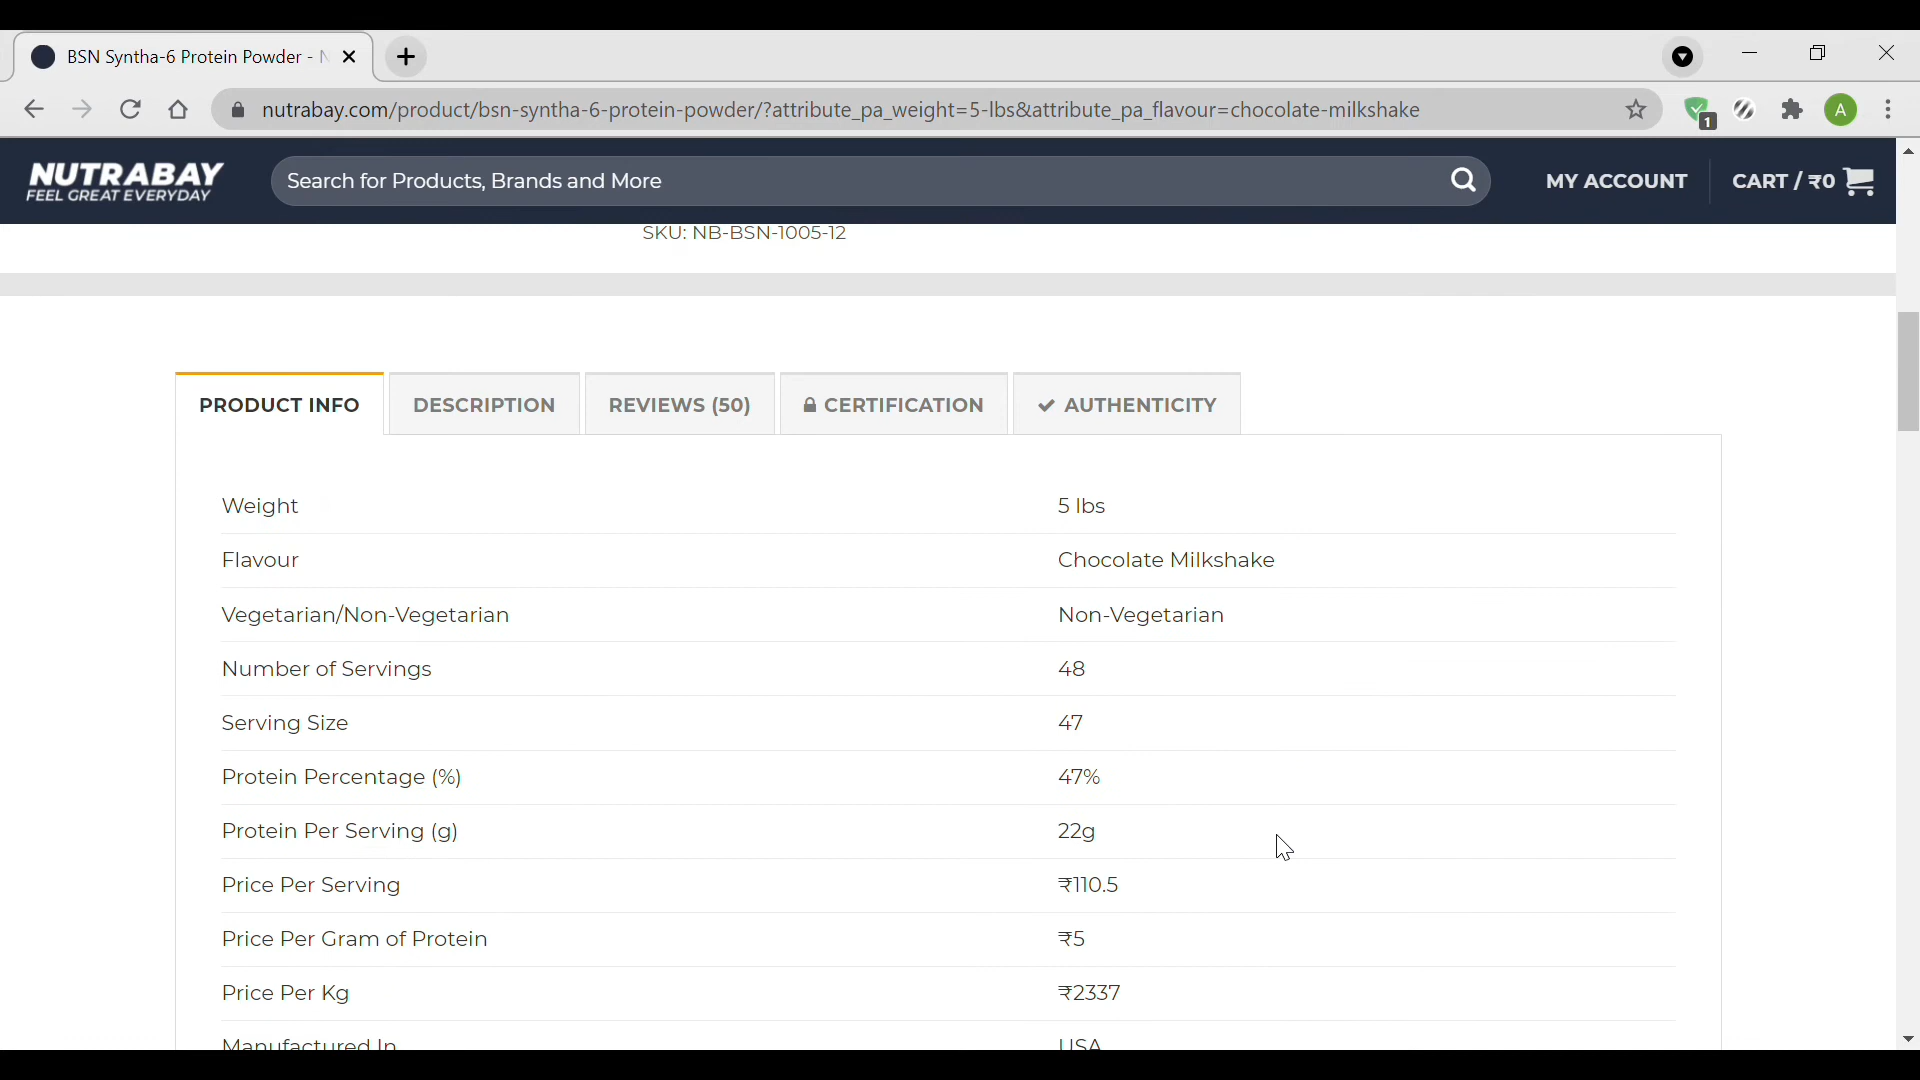 BSN Syntha-6 Protein Powder -
nutrabay.com/product/bsn-syntha-6-protein-powder/?attribute_pa_weight=5-lbs&attribute_pa_flavour=chocolate-milkshake
1
A
NUTRABAY
FEEL GREAT EVERYDAY
Search for Products, Brands and More
MY ACCOUNT
CART / ₹0
SKU: NB-BSN-1005-12
PRODUCT INFO
DESCRIPTION
REVIEWS (50)
CERTIFICATION
AUTHENTICITY
Weight 5 lbs
Flavour Chocolate Milkshake
Vegetarian/Non-Vegetarian Non-Vegetarian
Number of Servings 48
Serving Size 47
Protein Percentage (%) 47%
Protein Per Serving (g) 22g
Price Per Serving ₹110.5
Price Per Gram of Protein ₹5
Price Per Kg ₹2337
Manufactured In USA